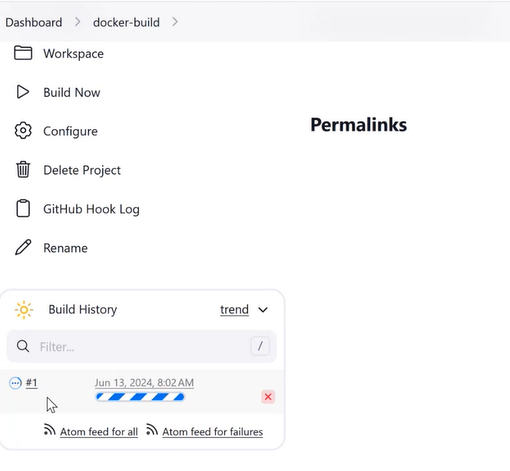 Dashboard > docker-build >
Workspace
Build Now
Permalinks
Configure
Delete Project
GitHub Hook Log
Rename
Build History trend
Filter... /
#1 Jun 13, 2024, 8:02 AM
Atom feed for all Atom feed for failures